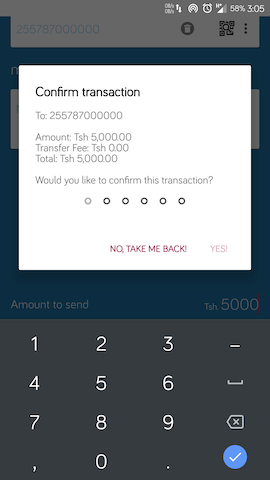 0B/s
0B/s
58% 3:05
255787000000
Confirm transaction
To: 255787000000
Amount: Tsh 5,000.00
Transfer Fee: Tsh 0.00
Total: Tsh 5,000.00
Would you like to confirm this transaction?
NO, TAKE ME BACK! YES!
Amount to send Tsh. 5000
1 2 3 –
4 5 6
7 8 9
, 0 .